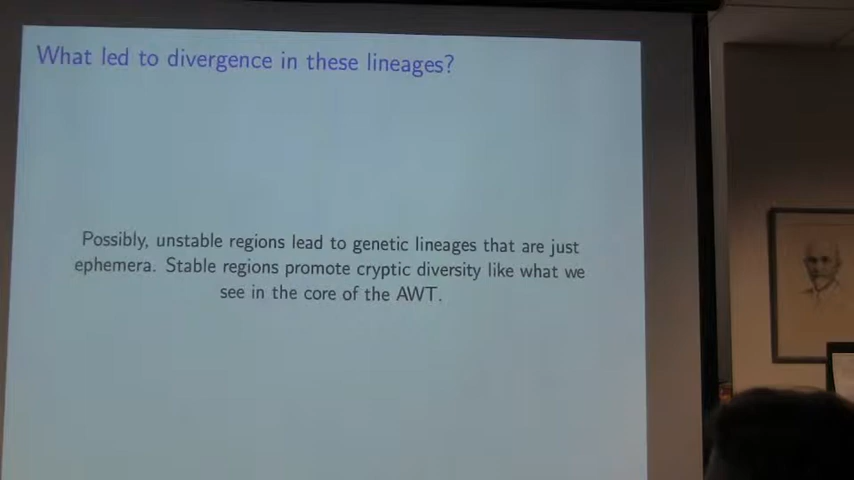 What led to divergence in these lineages?
Possibly, unstable regions lead to genetic lineages that are just
ephemera. Stable regions promote cryptic diversity like what we
see in the core of the AWT.